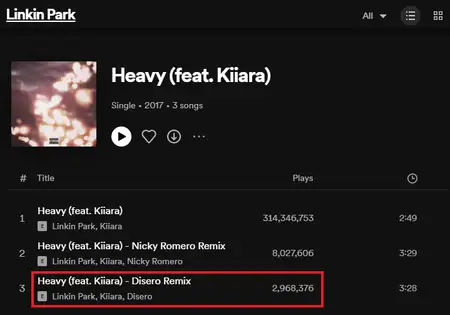 Linkin Park
All
Heavy (feat. Kiiara)
Single • 2017 • 3 songs
# Title Plays
1 Heavy (feat. Kiiara) 314,346,753 2:49
E Linkin Park, Kiiara
2 Heavy (feat. Kiiara) - Nicky Romero Remix 8,027,606 3:29
E Linkin Park, Kiiara, Nicky Romero
3 Heavy (feat. Kiiara) - Disero Remix 2,968,376 3:28
E Linkin Park, Kiiara, Disero